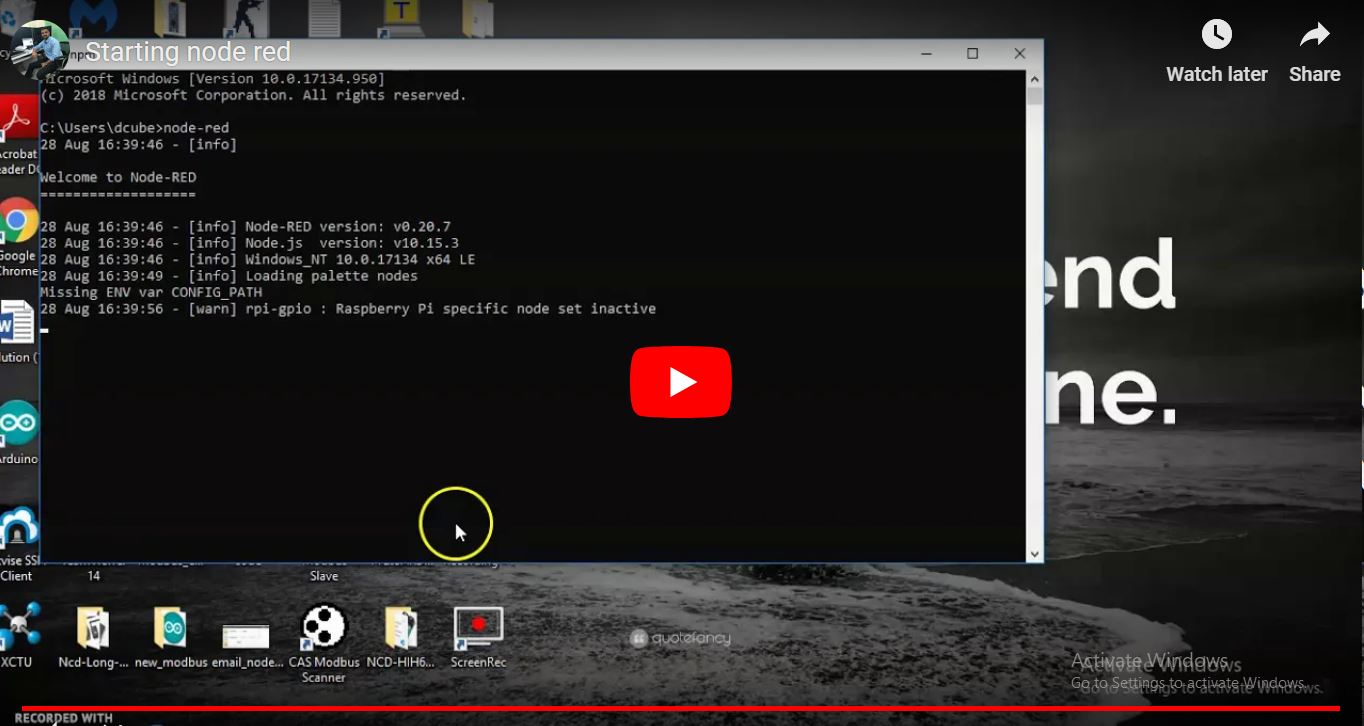 Starting node red
Watch later
Share
Microsoft Windows [Version 10.0.17134.950]
(c) 2018 Microsoft Corporation. All rights reserved.
C:\Users\dcube>node-red
28 Aug 16:39:46 - [info]
Welcome to Node-RED
===================
28 Aug 16:39:46 - [info] Node-RED version: v0.20.7
28 Aug 16:39:46 - [info] Node.js  version: v10.15.3
28 Aug 16:39:46 - [info] Windows_NT 10.0.17134 x64 LE
28 Aug 16:39:49 - [info] Loading palette nodes
Missing ENV var CONFIG_PATH
28 Aug 16:39:56 - [warn] rpi-gpio : Raspberry Pi specific node set inactive
Acrobat
Google
Chrome
end
ne.
Arduino
Client
14
Slave
XCTU
Ncd-Long-...
new_modbus
email_node...
CAS Modbus
Scanner
NCD-HIH6...
ScreenRec
quotefancy
Activate Windows
Go to Settings to activate Windows.
RECORDED WITH